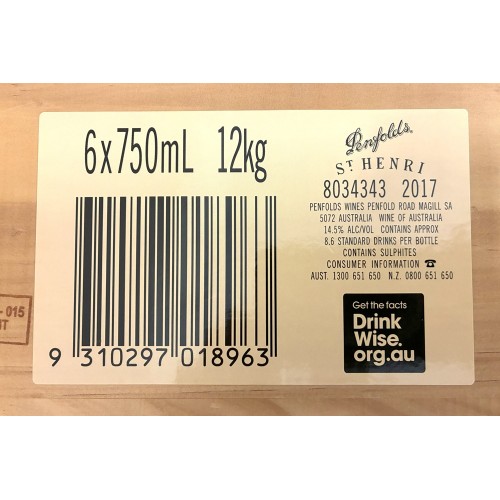 6x750mL 12kg
Penfolds
ST HENRI
8034343 2017
PENFOLDS WINES PENFOLD ROAD MAGILL SA
5072 AUSTRALIA WINE OF AUSTRALIA
14.5% ALC/VOL CONTAINS APPROX
8.6 STANDARD DRINKS PER BOTTLE
CONTAINS SULPHITES
CONSUMER INFORMATION ☎
AUST. 1300 651 650 N.Z. 0800 651 650
Get the facts
Drink
Wise.
org.au
9 310297 018963
- 015